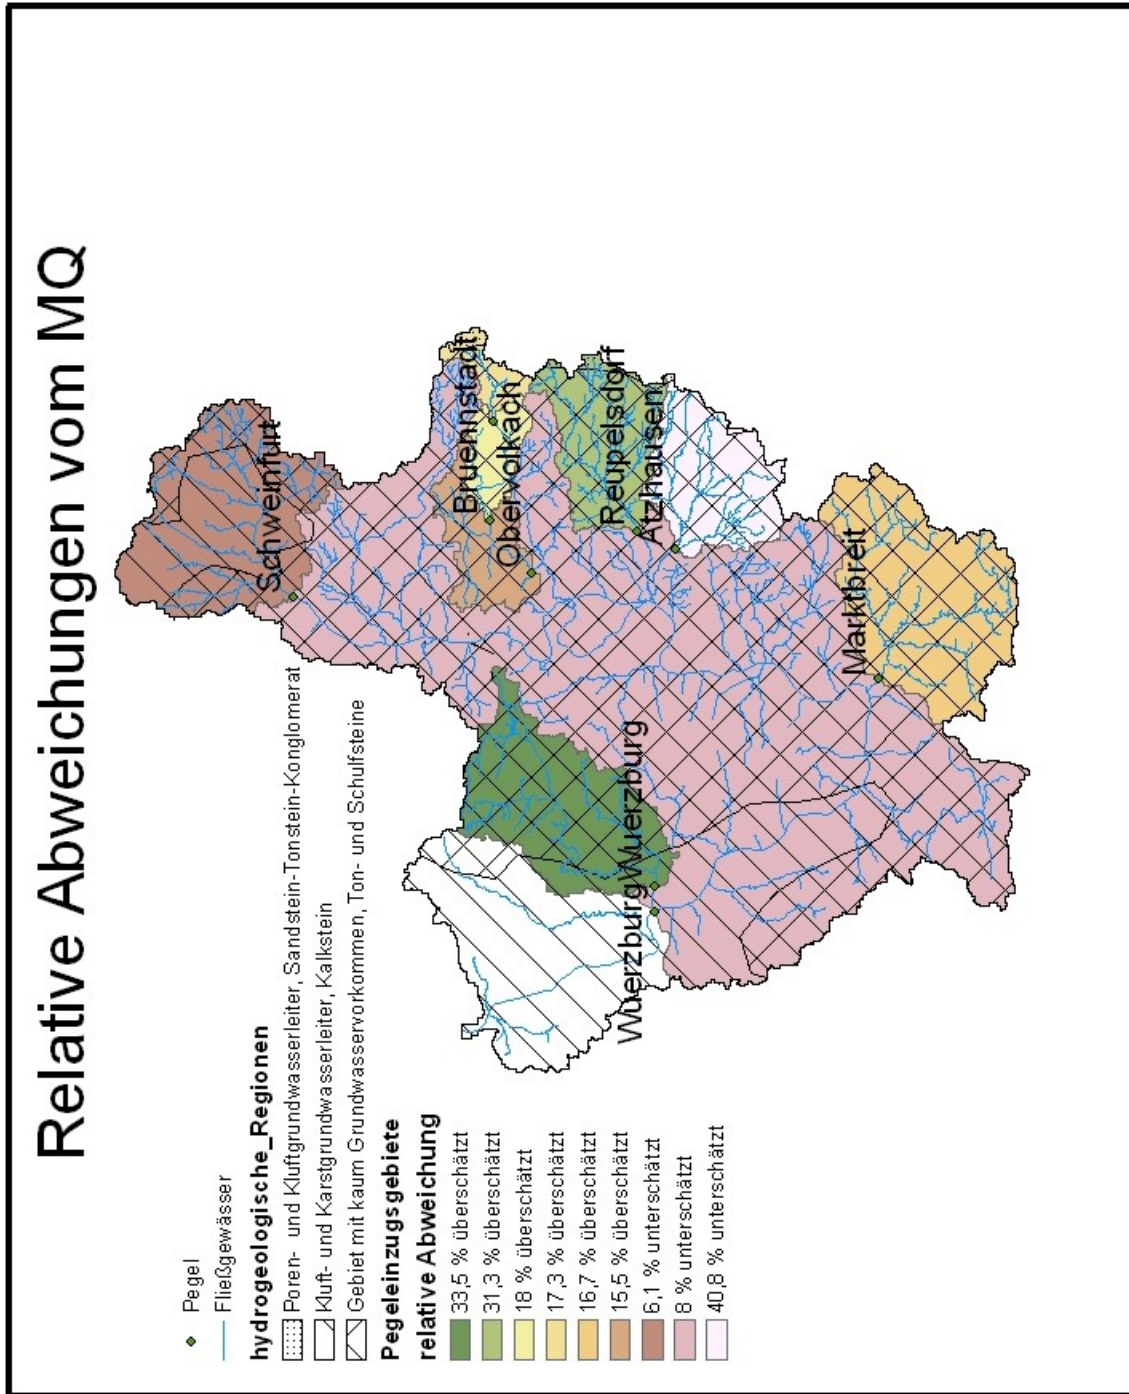 Relative Abweichungen vom MQ
Pegel
Fließgewässer
hydrogeologische_Regionen
Poren- und Kluftgrundwasserleiter, Sandstein-Tonstein-Konglomerat
Kluft- und Karstgrundwasserleiter, Kalkstein
Gebiet mit kaum Grundwasservorkommen, Ton- und Schulfsteine
Pegeleinzugsgebiete
relative Abweichung
33,5 % überschätzt
31,3 % überschätzt
18 % überschätzt
17,3 % überschätzt
16,7 % überschätzt
15,5 % überschätzt
6,1 % unterschätzt
8 % unterschätzt
40,8 % unterschätzt
Schweinfurt
Bruennstadt
Obervolkach
Reupelsdorf
Atzhausen
Wuerzburg
Wuerzburg
Marktbreit